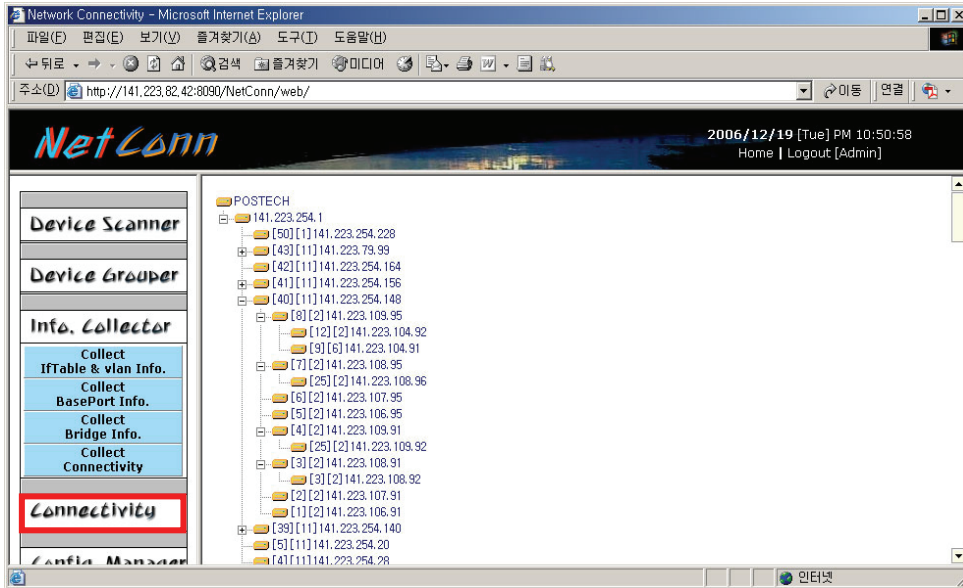 Network Connectivity - Microsoft Internet Explorer
파일(F) 편집(E) 보기(V) 즐겨찾기(A) 도구(T) 도움말(H)
뒤로 검색 즐겨찾기 미디어
주소(D) http://141,223,82,42:8090/NetConn/web/ 이동 연결
NetConn
2006/12/19 [Tue] PM 10:50:58
Home | Logout [Admin]
Device Scanner
Device Grouper
Info. Collector
Collect
IfTable & vlan Info.
Collect
BasePort Info.
Collect
Bridge Info.
Collect
Connectivity
Connectivity
Config Manager
POSTECH
141.223.254.1
[50][1]141.223.254.228
[43][11]141.223.79.99
[42][11]141.223.254.164
[41][11]141.223.254.156
[40][11]141.223.254.148
[8][2]141.223.109.95
[12][2]141.223.104.92
[9][6]141.223.104.91
[7][2]141.223.108.95
[25][2]141.223.108.96
[6][2]141.223.107.95
[5][2]141.223.106.95
[4][2]141.223.109.91
[25][2]141.223.109.92
[3][2]141.223.108.91
[3][2]141.223.108.92
[2][2]141.223.107.91
[1][2]141.223.106.91
[39][11]141.223.254.140
[5][11]141.223.254.20
[4][11]141.223.254.28
인터넷